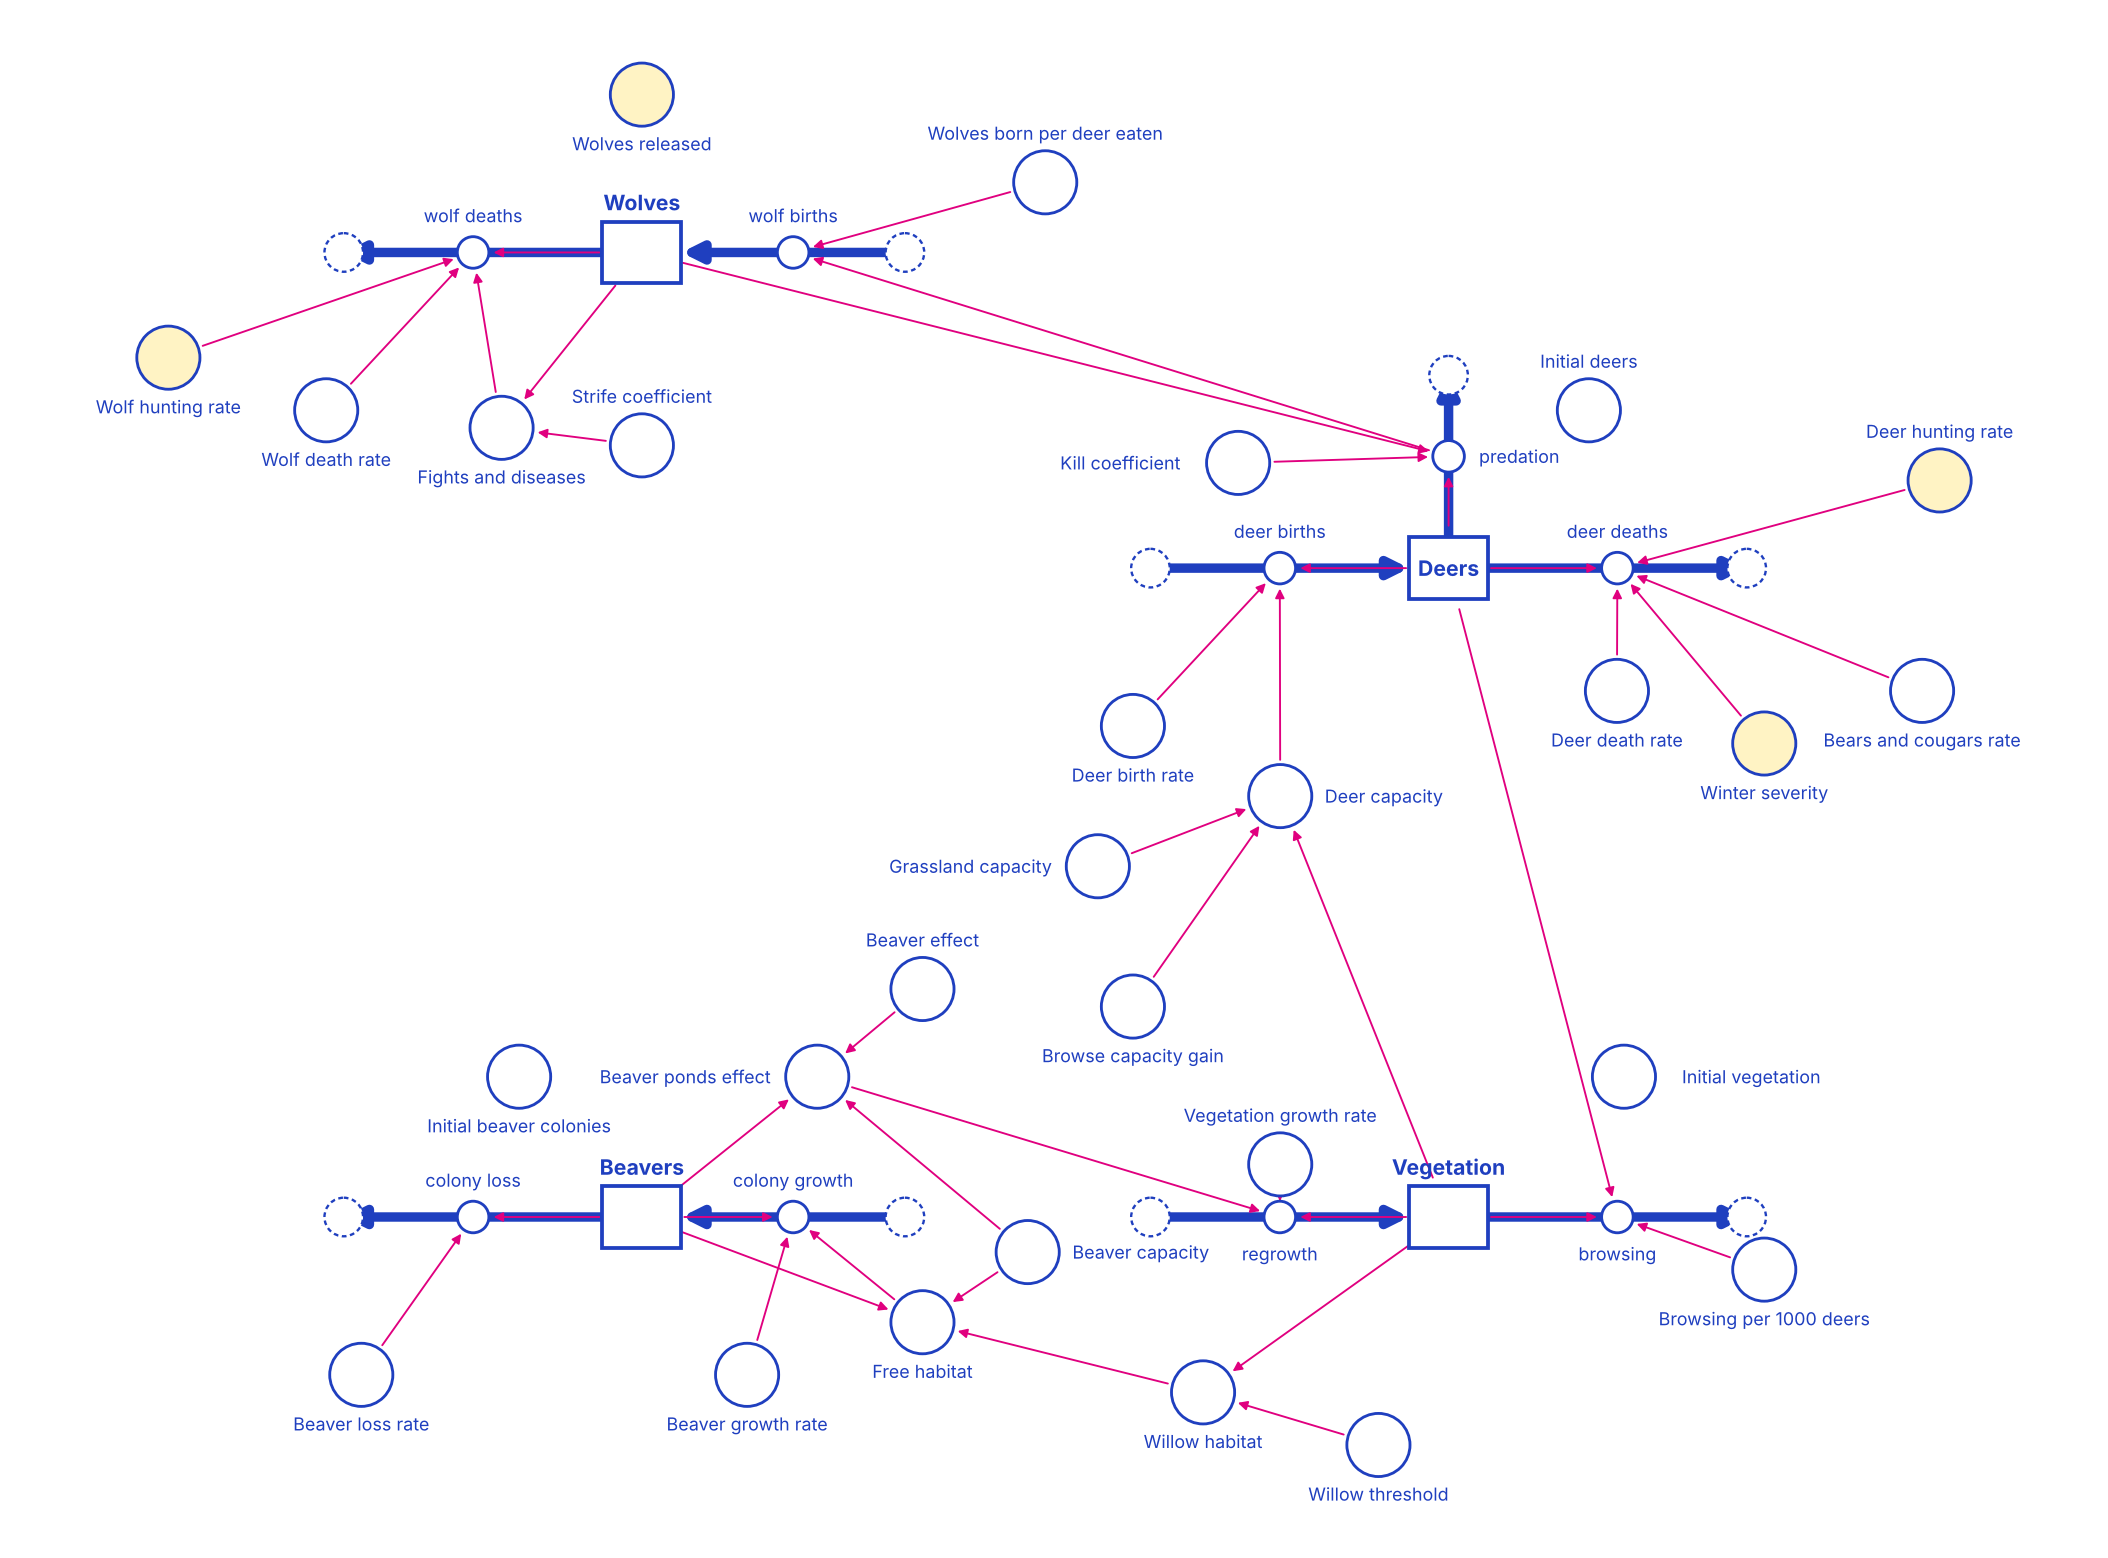 Wolves released
Wolves born per deer eaten
Wolves
wolf deaths
wolf births
Initial deers
Strife coefficient
Wolf hunting rate
Deer hunting rate
Wolf death rate
Kill coefficient
predation
Fights and diseases
deer births
deer deaths
Deers
Deer death rate
Bears and cougars rate
Deer birth rate
Winter severity
Deer capacity
Grassland capacity
Beaver effect
Browse capacity gain
Beaver ponds effect
Initial vegetation
Vegetation growth rate
Initial beaver colonies
Beavers
Vegetation
colony loss
colony growth
Beaver capacity
regrowth
browsing
Browsing per 1000 deers
Free habitat
Beaver loss rate
Beaver growth rate
Willow habitat
Willow threshold